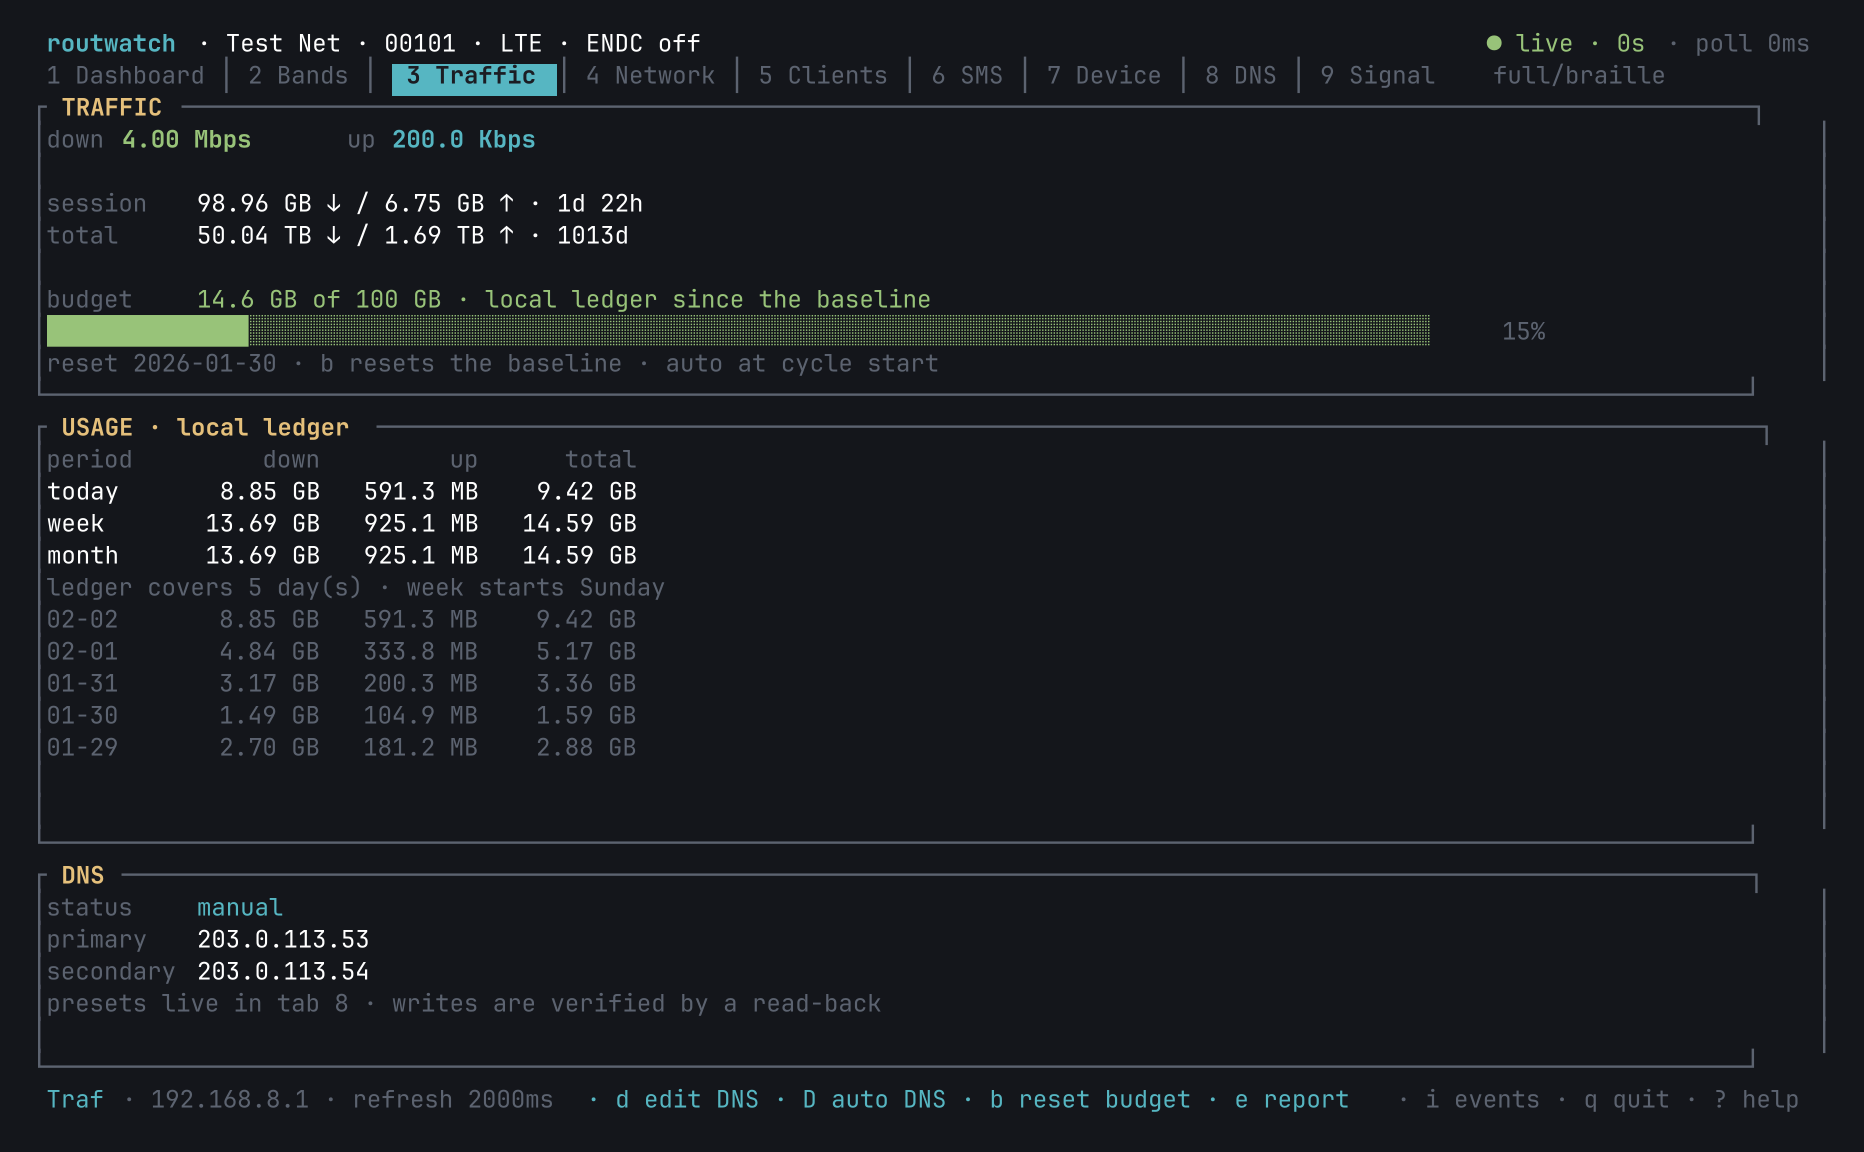 routwatch · Test Net · 00101 · LTE · ENDC off ● live · 0s · poll 0ms
1 Dashboard │ 2 Bands │ 3 Traffic │ 4 Network │ 5 Clients │ 6 SMS │ 7 Device │ 8 DNS │ 9 Signal full/braille
TRAFFIC
down 4.00 Mbps up 200.0 Kbps
session 98.96 GB ↓ / 6.75 GB ↑ · 1d 22h
total 50.04 TB ↓ / 1.69 TB ↑ · 1013d
budget 14.6 GB of 100 GB · local ledger since the baseline
15%
reset 2026-01-30 · b resets the baseline · auto at cycle start
USAGE · local ledger
period down up total
today 8.85 GB 591.3 MB 9.42 GB
week 13.69 GB 925.1 MB 14.59 GB
month 13.69 GB 925.1 MB 14.59 GB
ledger covers 5 day(s) · week starts Sunday
02-02 8.85 GB 591.3 MB 9.42 GB
02-01 4.84 GB 333.8 MB 5.17 GB
01-31 3.17 GB 200.3 MB 3.36 GB
01-30 1.49 GB 104.9 MB 1.59 GB
01-29 2.70 GB 181.2 MB 2.88 GB
DNS
status manual
primary 203.0.113.53
secondary 203.0.113.54
presets live in tab 8 · writes are verified by a read-back
Traf · 192.168.8.1 · refresh 2000ms · d edit DNS · D auto DNS · b reset budget · e report · i events · q quit · ? help